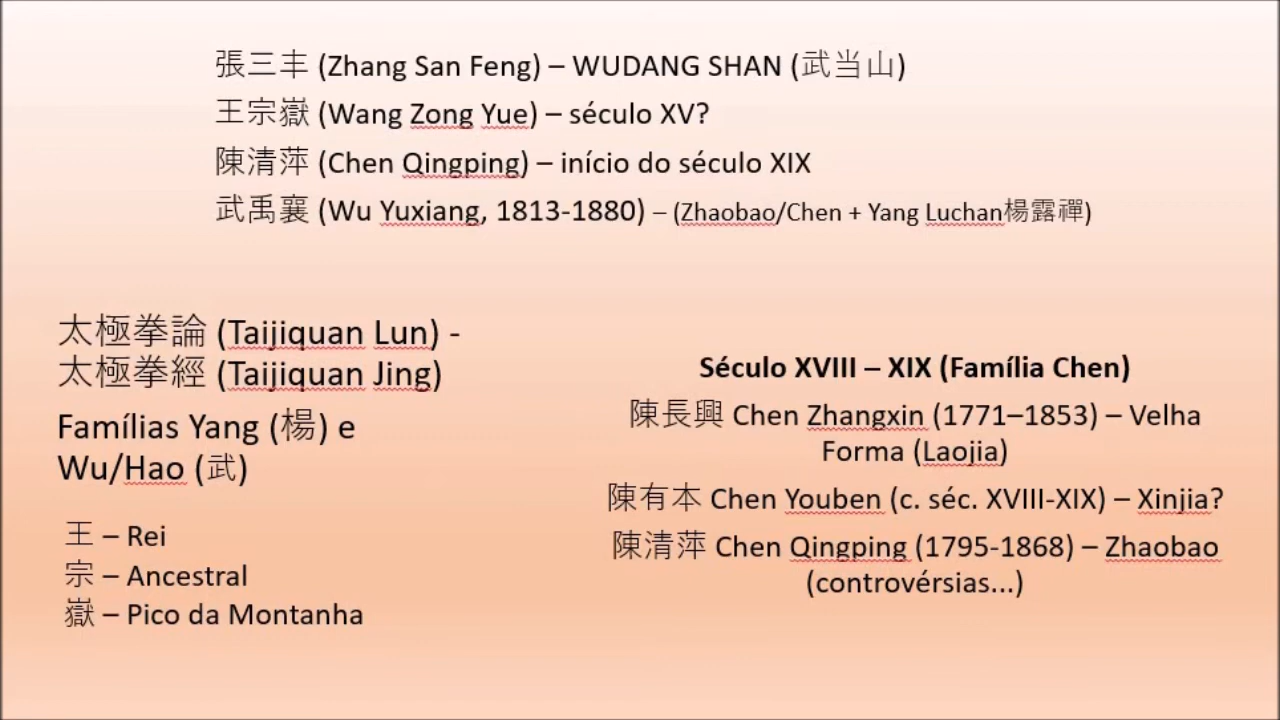 張三丰 (Zhang San Feng) – WUDANG SHAN (武当山)
王宗嶽 (Wang Zong Yue) – século XV?
陳清萍 (Chen Qingping) – início do século XIX
武禹襄 (Wu Yuxiang, 1813-1880) – (Zhaobao/Chen + Yang Luchan楊露禪)
太極拳論 (Taijiquan Lun) -
太極拳經 (Taijiquan Jing)
Famílias Yang (楊) e
Wu/Hao (武)
王 – Rei
宗 – Ancestral
嶽 – Pico da Montanha
Século XVIII – XIX (Família Chen)
陳長興 Chen Zhangxin (1771–1853) – Velha
Forma (Laojia)
陳有本 Chen Youben (c. séc. XVIII-XIX) – Xinjia?
陳清萍 Chen Qingping (1795-1868) – Zhaobao
(controvérsias...)